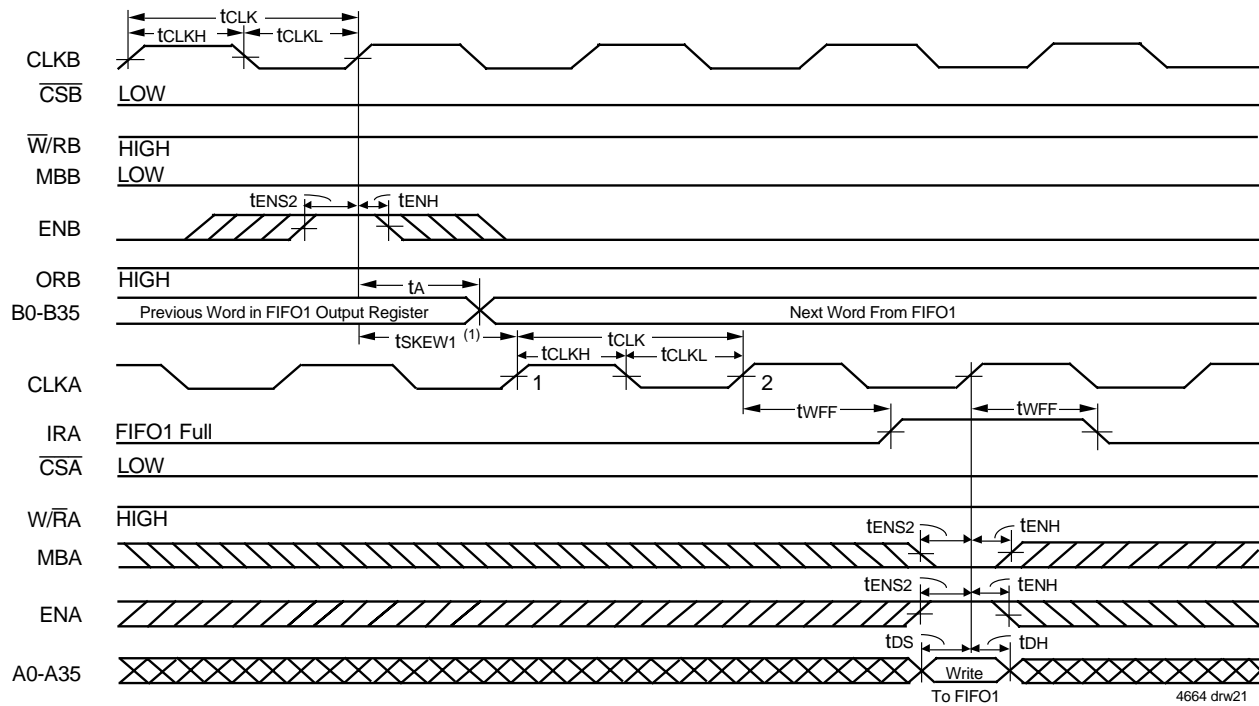 tCLK
tCLKH tCLKL
CLKB
CSB LOW
W/RB HIGH
MBB LOW
tENS2 tENH
ENB
ORB HIGH
tA
B0-B35 Previous Word in FIFO1 Output Register Next Word From FIFO1
tSKEW1 (1) tCLK
tCLKH tCLKL
CLKA 1 2
tWFF tWFF
IRA FIFO1 Full
CSA LOW
W/RA HIGH
tENS2 tENH
MBA
tENS2 tENH
ENA
tDS tDH
A0-A35 Write
To FIFO1
4664 drw21